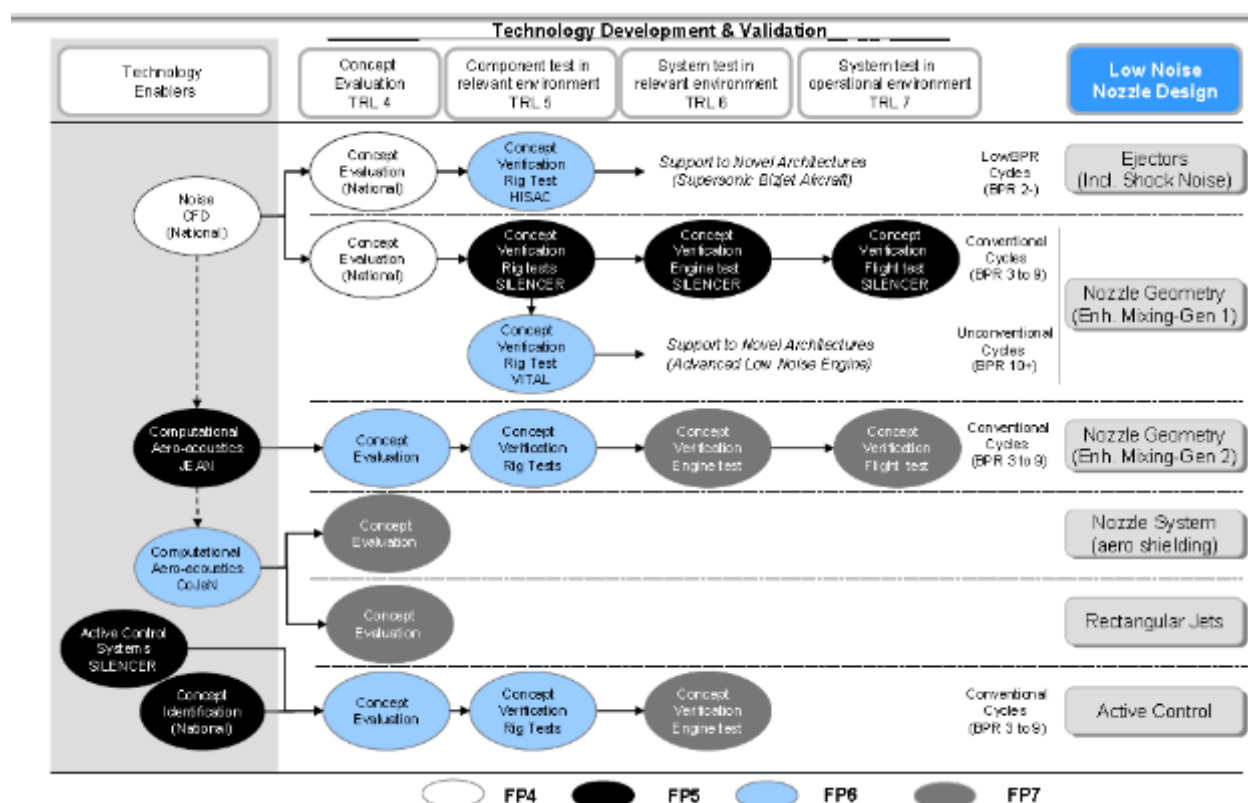 Technology Development & Validation
Technology
Enablers
Concept
Evaluation
TRL 4
Component test in
relevant environment
TRL 5
System test in
relevant environment
TRL 6
System test in
operational environment
TRL 7
Low Noise
Nozzle Design
Noise
CFD
(National)
Concept
Evaluation
(National)
Concept
Verification
Rig Test
HISAC
Support to Novel Architectures
(Supersonic Bizjet Aircraft)
LowBPR
Cycles
(BPR 2-)
Ejectors
(Incl. Shock Noise)
Concept
Evaluation
(National)
Concept
Verification
Rig tests
SILENCER
Concept
Verification
Engine test
SILENCER
Concept
Verification
Flight test
SILENCER
Conventional
Cycles
(BPR 3 to 9)
Nozzle Geometry
(Enh. Mixing-Gen 1)
Concept
Verification
Rig Test
VITAL
Support to Novel Architectures
(Advanced Low Noise Engine)
Unconventional
Cycles
(BPR 10+)
Computational
Aero-acoustics
JEAN
Concept
Evaluation
Concept
Verification
Rig Tests
Concept
Verification
Engine test
Concept
Verification
Flight test
Conventional
Cycles
(BPR 3 to 9)
Nozzle Geometry
(Enh. Mixing-Gen 2)
Computational
Aero-acoustics
CoJeN
Concept
Evaluation
Nozzle System
(aero shielding)
Concept
Evaluation
Rectangular Jets
Active Control
Systems
SILENCER
Concept
Identification
(National)
Concept
Evaluation
Concept
Verification
Rig Tests
Concept
Verification
Engine test
Conventional
Cycles
(BPR 3 to 9)
Active Control
FP4
FP5
FP6
FP7